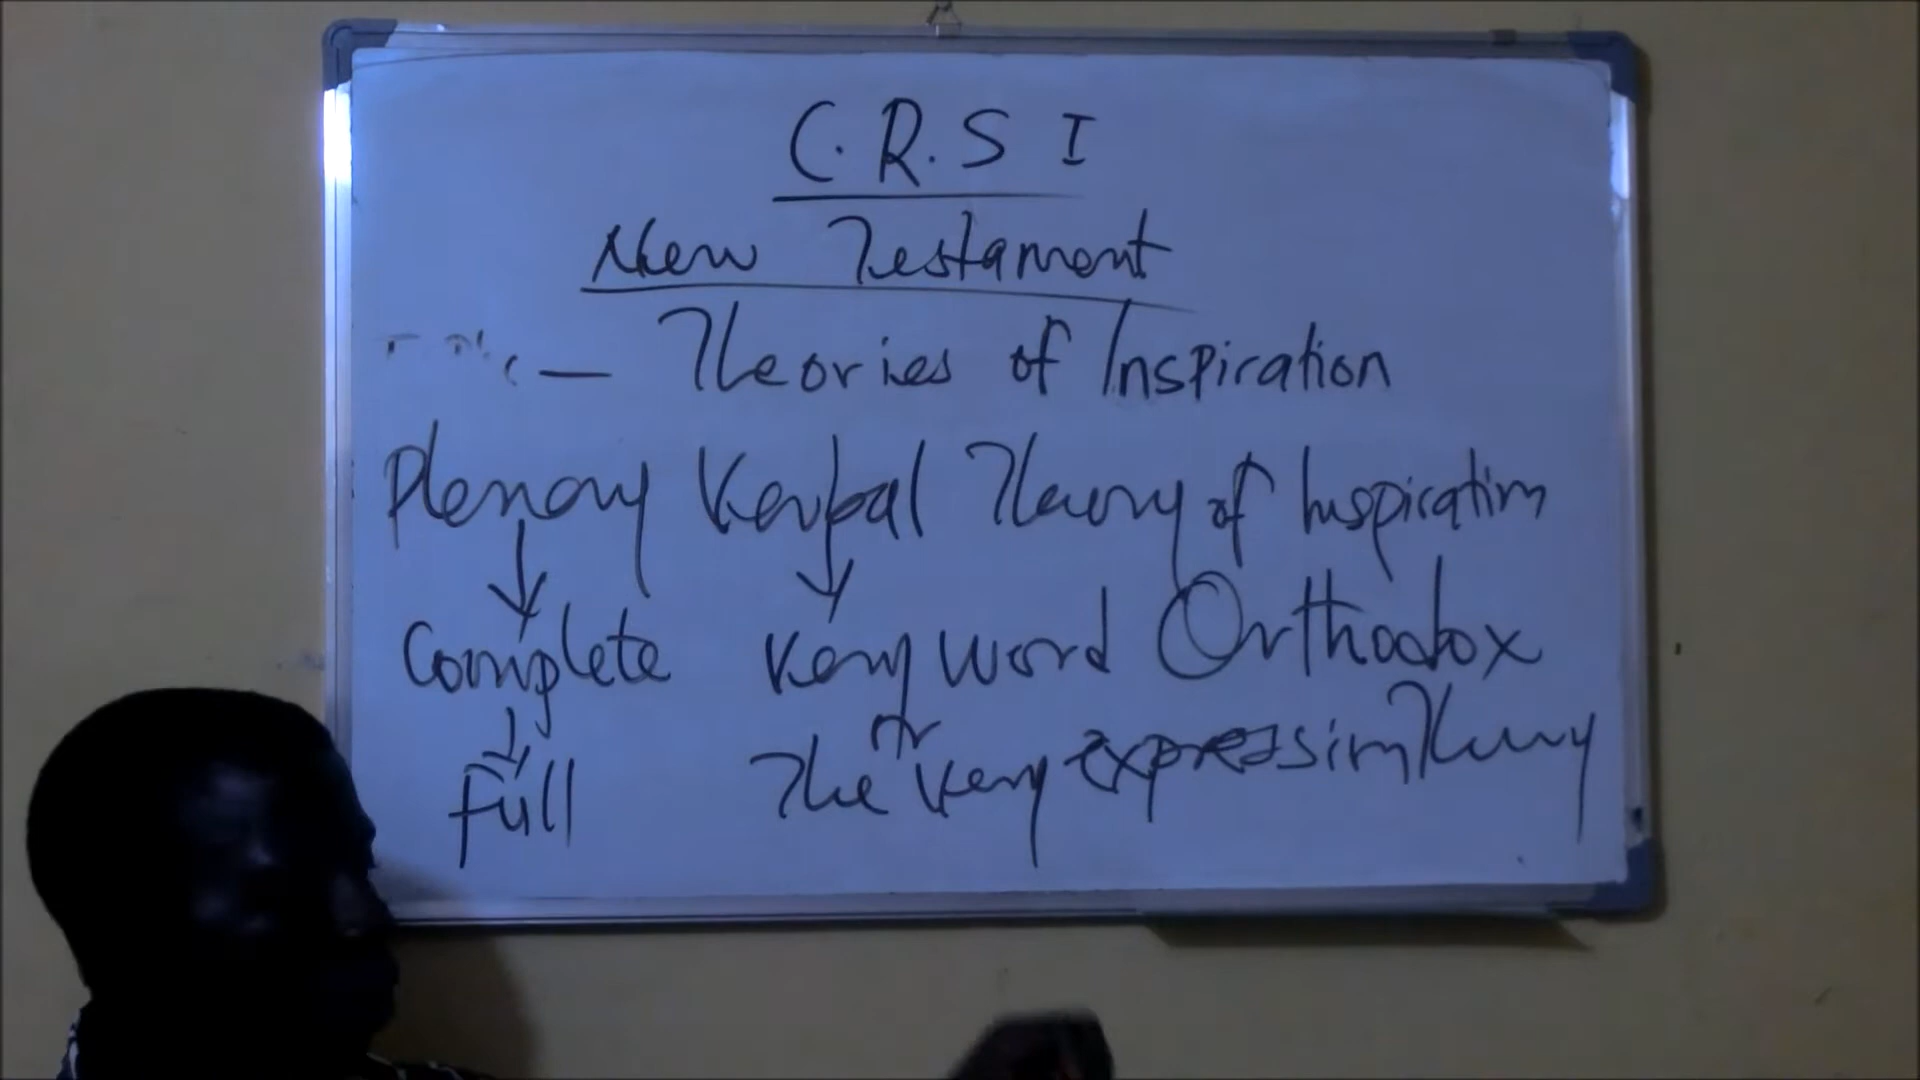 C.R.S I
New Testament
— Theories of Inspiration
Plenary Verbal Theory of Inspiration
↓ ↓
Complete Very word Orthodox
↓ or
full The very expression Theory